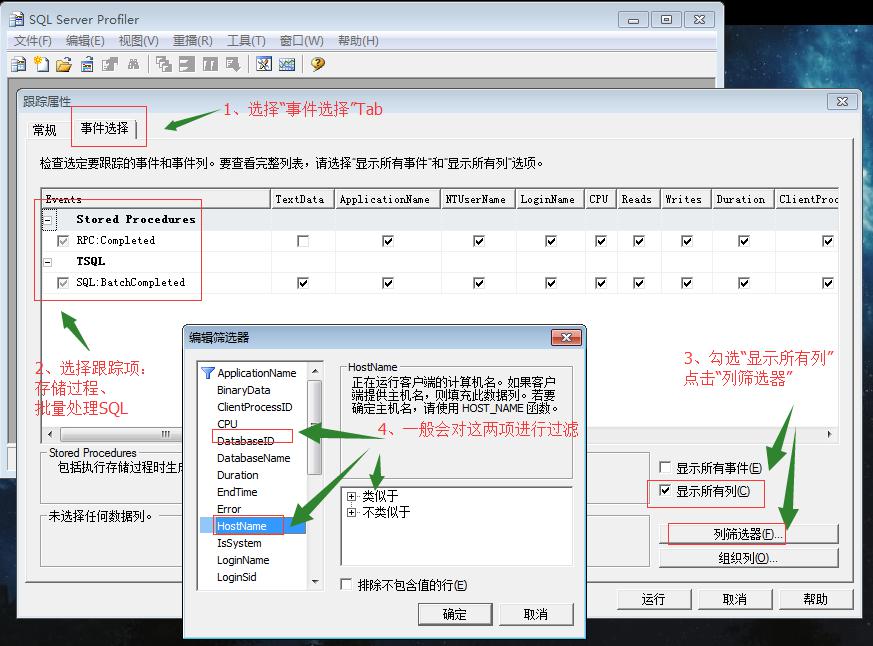 SQL Server Profiler
文件(F) 编辑(E) 视图(V) 重播(R) 工具(T) 窗口(W) 帮助(H)
跟踪属性
1、选择“事件选择”Tab
常规 事件选择
检查选定要跟踪的事件和事件列。要查看完整列表，请选择“显示所有事件”和“显示所有列”选项。
Events TextData ApplicationName NTUserName LoginName CPU Reads Writes Duration ClientProc
Stored Procedures
RPC:Completed
TSQL
SQL:BatchCompleted
2、选择跟踪项：
存储过程、
批量处理SQL
3、勾选“显示所有列”
点击“列筛选器”
编辑筛选器
ApplicationName
BinaryData
ClientProcessID
CPU
DatabaseID
DatabaseName
Duration
EndTime
Error
HostName
IsSystem
LoginName
LoginSid
HostName
正在运行客户端的计算机名。如果客户
端提供主机名，则填充此数据列。若要
确定主机名，请使用 HOST_NAME 函数。
4、一般会对这两项进行过滤
类似于
不类似于
排除不包含值的行(E)
确定 取消
Stored Procedures
包括执行存储过程时生成
未选择任何数据列。
显示所有事件(E)
显示所有列(C)
列筛选器(F)...
组织列(O)...
运行 取消 帮助